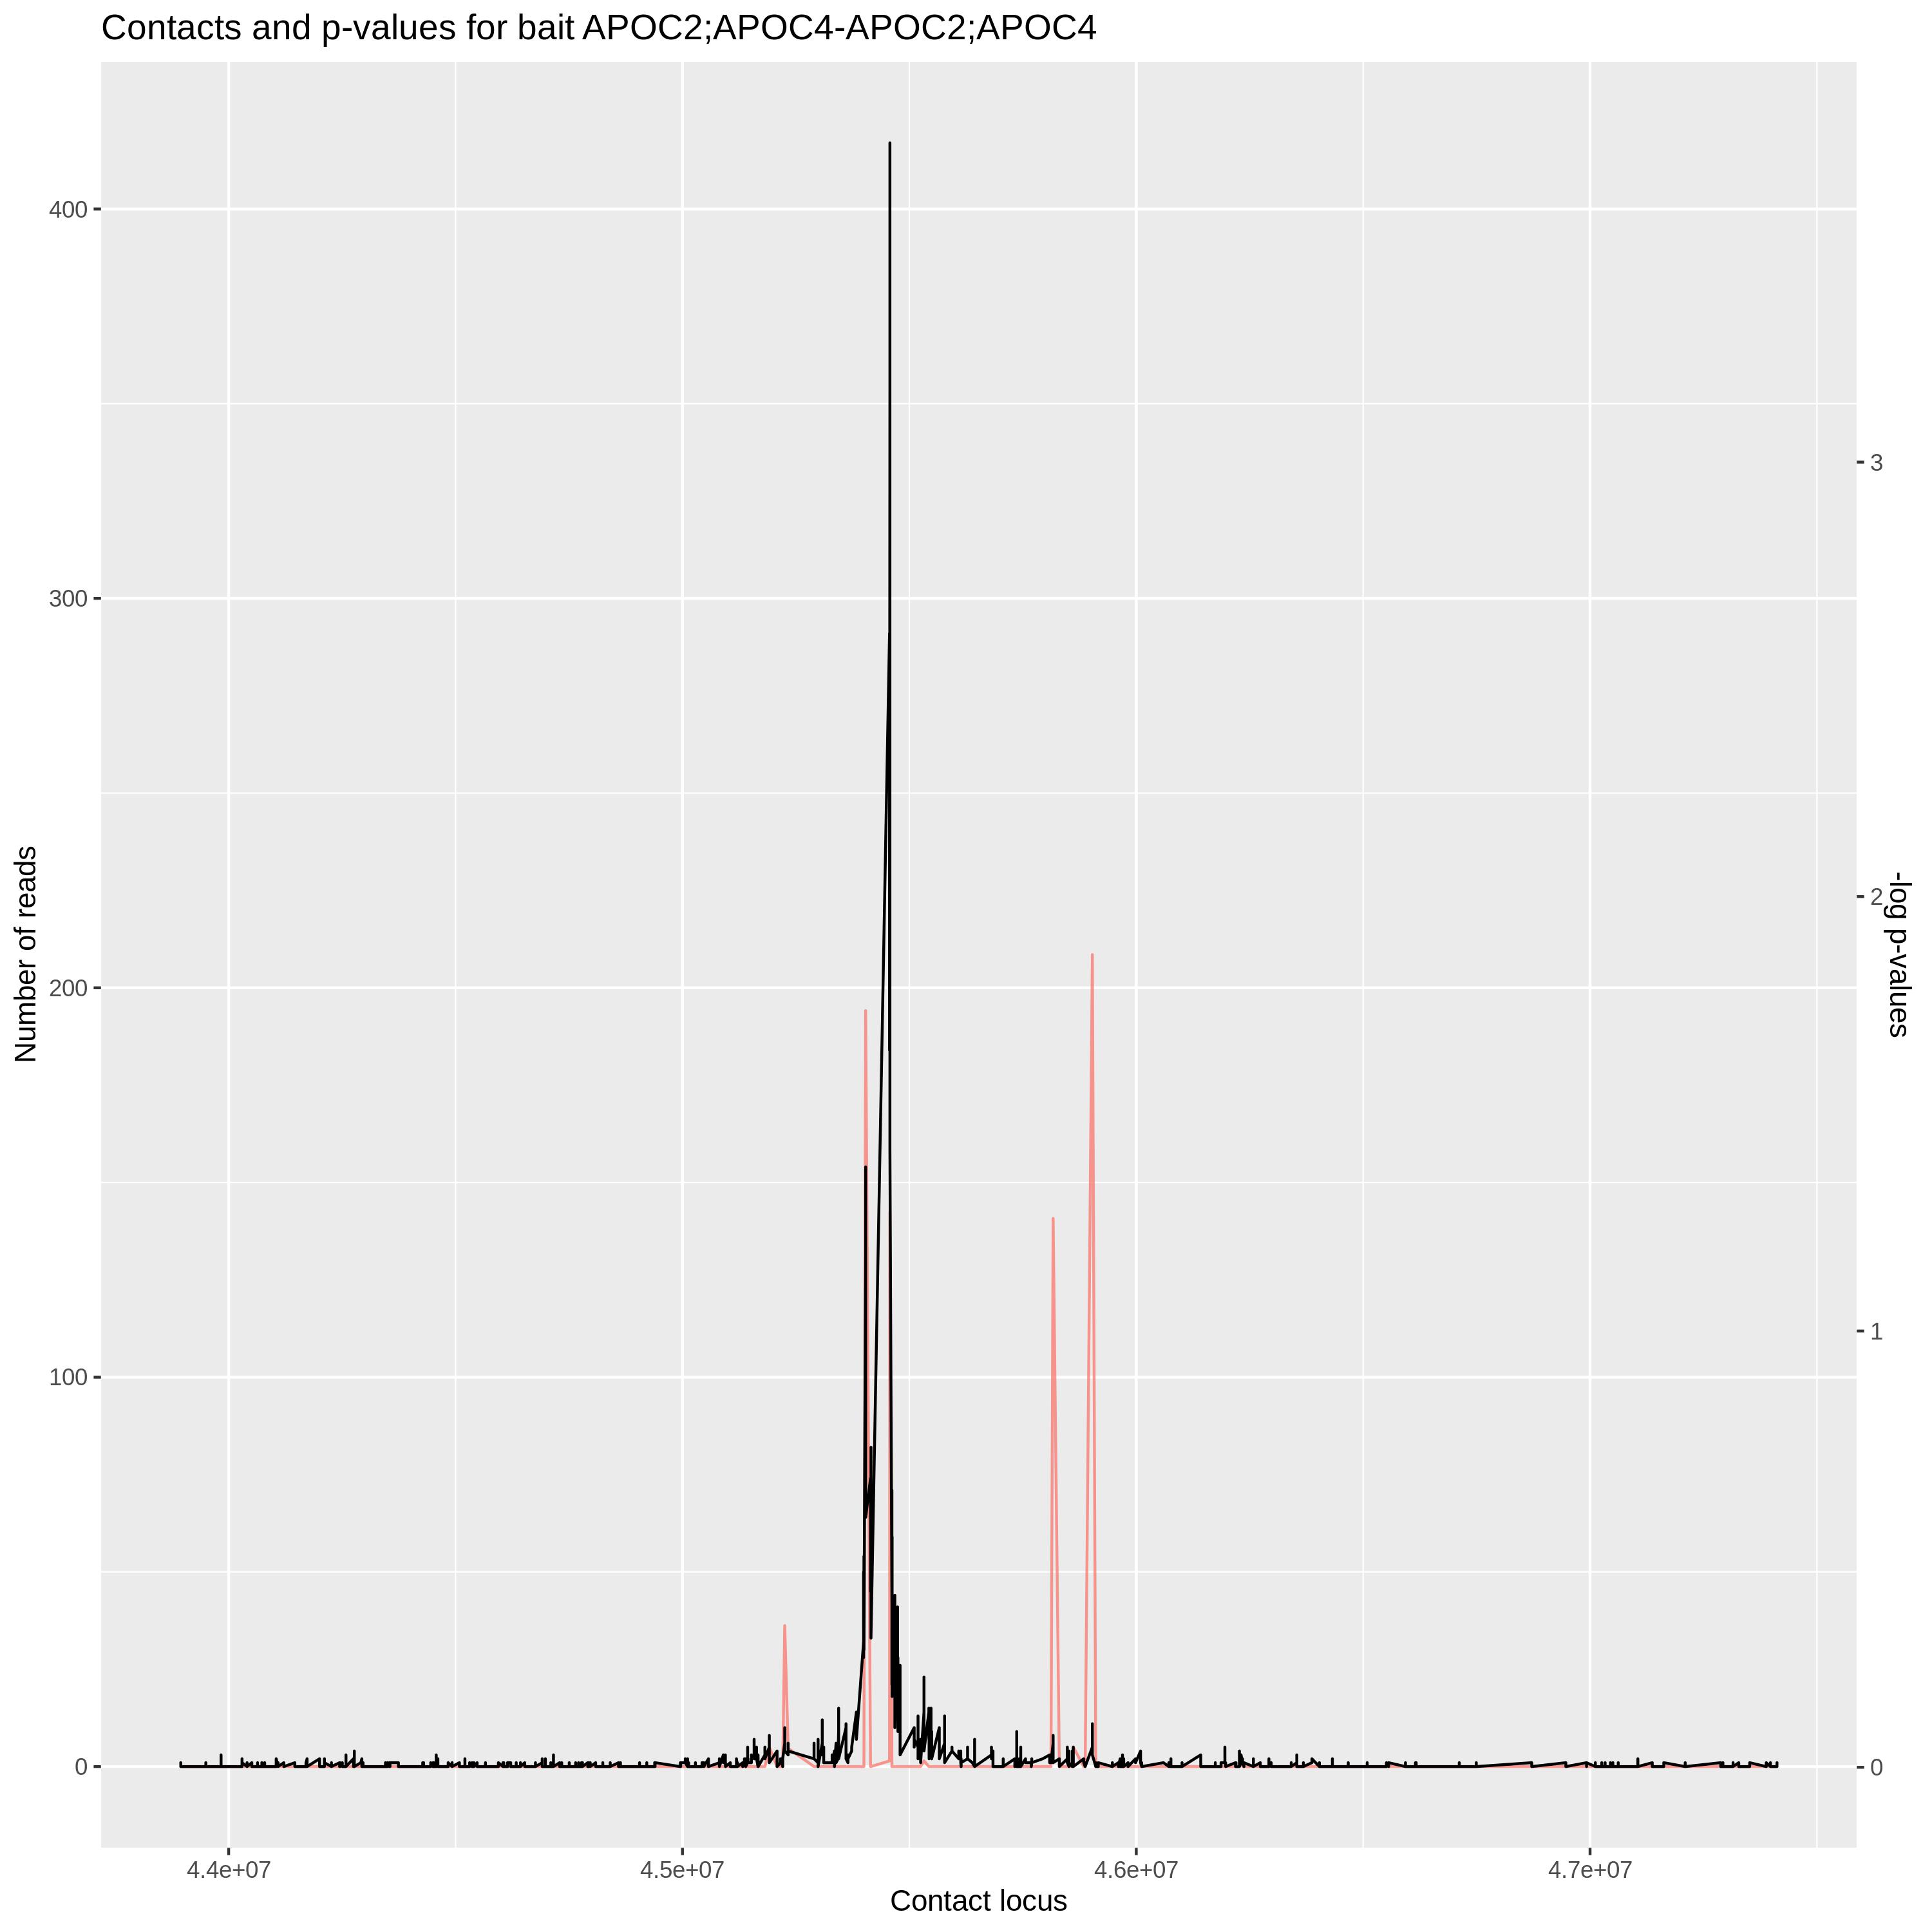 Contacts and p-values for bait APOC2;APOC4-APOC2;APOC4
400
300
200
100
0
Number of reads
3
2
1
0
-log p-values
4.4e+07
4.5e+07
4.6e+07
4.7e+07
Contact locus